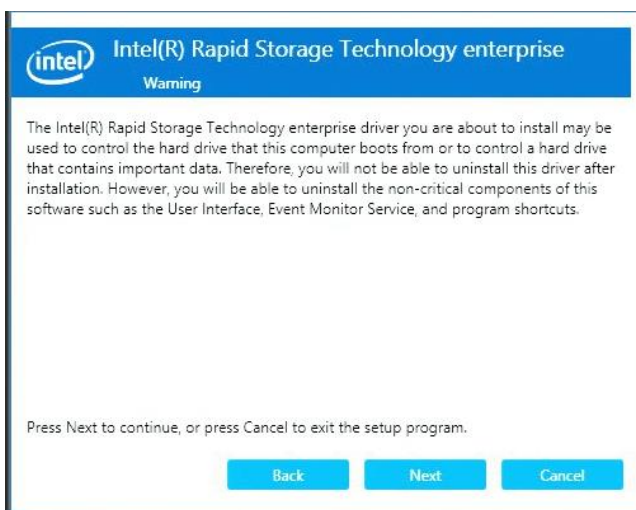 intel
Intel(R) Rapid Storage Technology enterprise
Warning
The Intel(R) Rapid Storage Technology enterprise driver you are about to install may be
used to control the hard drive that this computer boots from or to control a hard drive
that contains important data. Therefore, you will not be able to uninstall this driver after
installation. However, you will be able to uninstall the non-critical components of this
software such as the User Interface, Event Monitor Service, and program shortcuts.
Press Next to continue, or press Cancel to exit the setup program.
Back Next Cancel